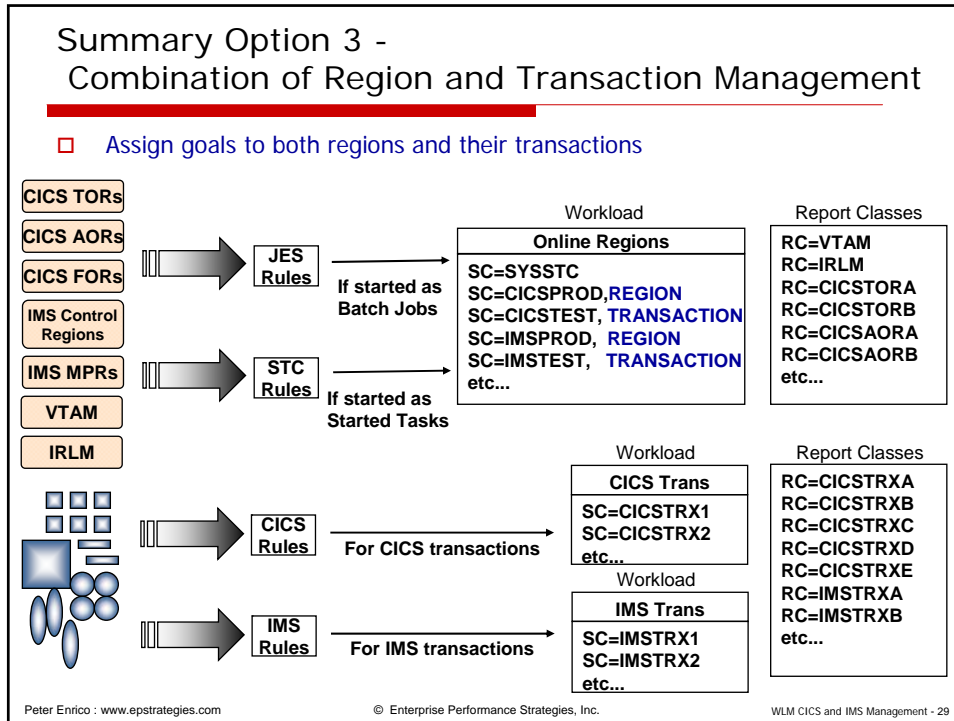 Summary Option 3 -
Combination of Region and Transaction Management
Assign goals to both regions and their transactions
CICS TORs
CICS AORs
CICS FORs
IMS Control
Regions
IMS MPRs
VTAM
IRLM
JES
Rules
If started as
Batch Jobs
STC
Rules
If started as
Started Tasks
Workload
Online Regions
SC=SYSSTC
SC=CICSPROD,REGION
SC=CICSTEST, TRANSACTION
SC=IMSPROD, REGION
SC=IMSTEST, TRANSACTION
etc...
Report Classes
RC=VTAM
RC=IRLM
RC=CICSTORA
RC=CICSTORB
RC=CICSAORA
RC=CICSAORB
etc...
CICS
Rules
For CICS transactions
Workload
CICS Trans
SC=CICSTRX1
SC=CICSTRX2
etc...
IMS
Rules
For IMS transactions
Workload
IMS Trans
SC=IMSTRX1
SC=IMSTRX2
etc...
Report Classes
RC=CICSTRXA
RC=CICSTRXB
RC=CICSTRXC
RC=CICSTRXD
RC=CICSTRXE
RC=IMSTRXA
RC=IMSTRXB
etc...
Peter Enrico : www.epstrategies.com
© Enterprise Performance Strategies, Inc.
WLM CICS and IMS Management - 29